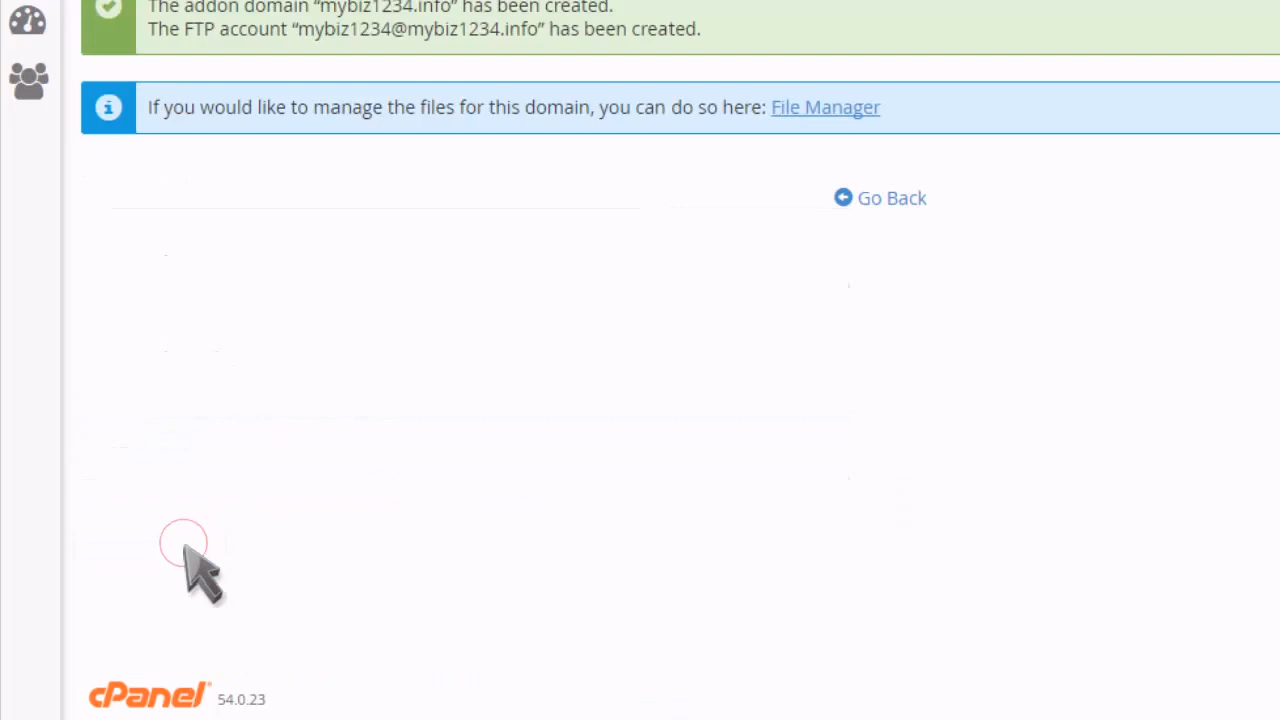 The addon domain “mybiz1234.info” has been created.
The FTP account “mybiz1234@mybiz1234.info” has been created.
If you would like to manage the files for this domain, you can do so here: File Manager
Go Back
cPanel 54.0.23